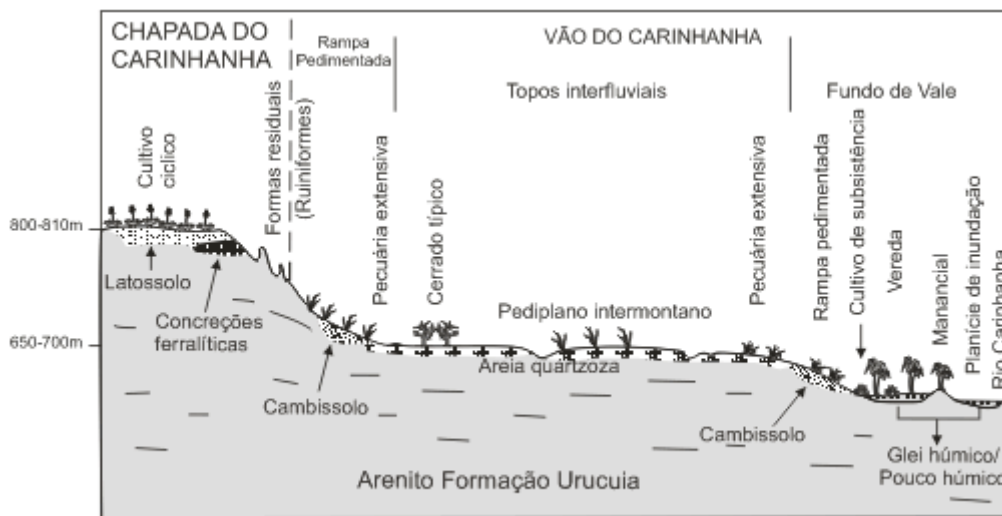 CHAPADA DO
CARINHANHA
Rampa
Pedimentada
VÃO DO CARINHANHA
Topos interfluviais
Fundo de Vale
Cultivo
cíclico
Formas residuais
(Ruiniformes)
Pecuária extensiva
Cerrado típico
Pecuária extensiva
Rampa pedimentada
Cultivo de subsistência
Vereda
Manancial
Planície de inundação
Rio Carinhanha
800-810m
Latossolo
Concreções
ferralíticas
Pediplano intermontano
650-700m
Areia quartzoza
Cambissolo
Cambissolo
Glei húmico/
Pouco húmico
Arenito Formação Urucuia